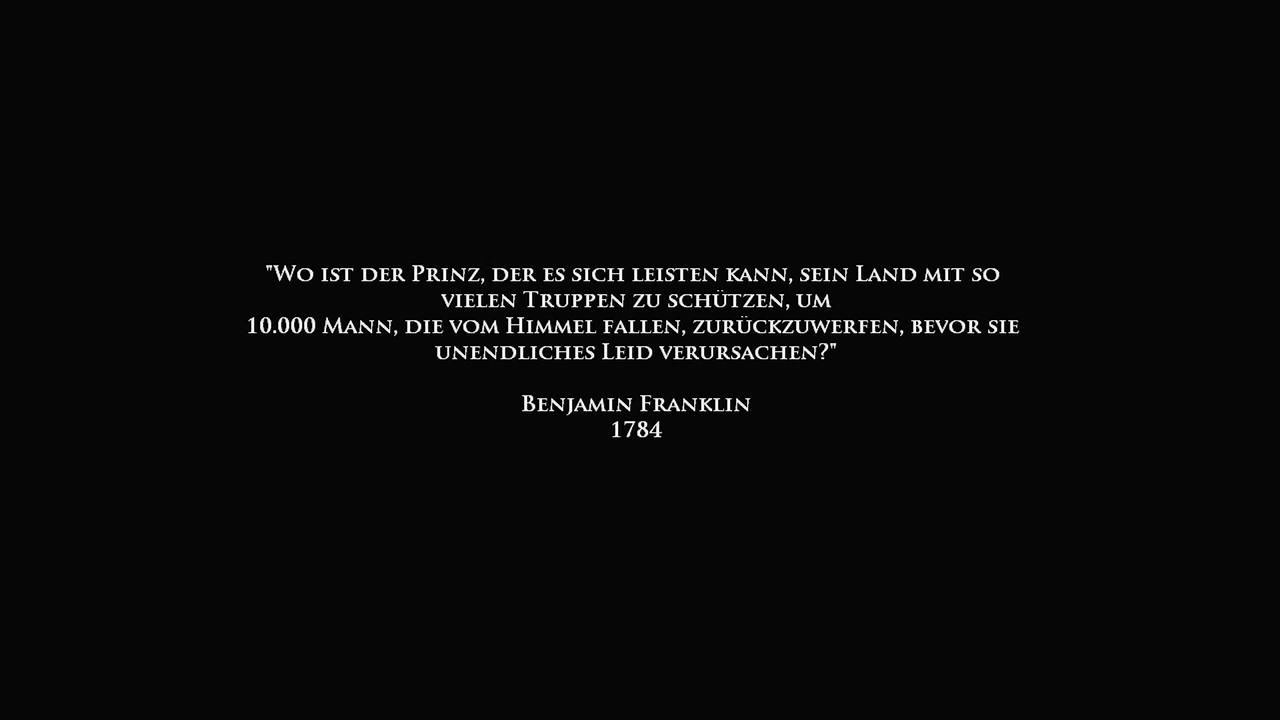 "Wo ist der Prinz, der es sich leisten kann, sein Land mit so
vielen Truppen zu schützen, um
10.000 Mann, die vom Himmel fallen, zurückzuwerfen, bevor sie
unendliches Leid verursachen?"
Benjamin Franklin
1784